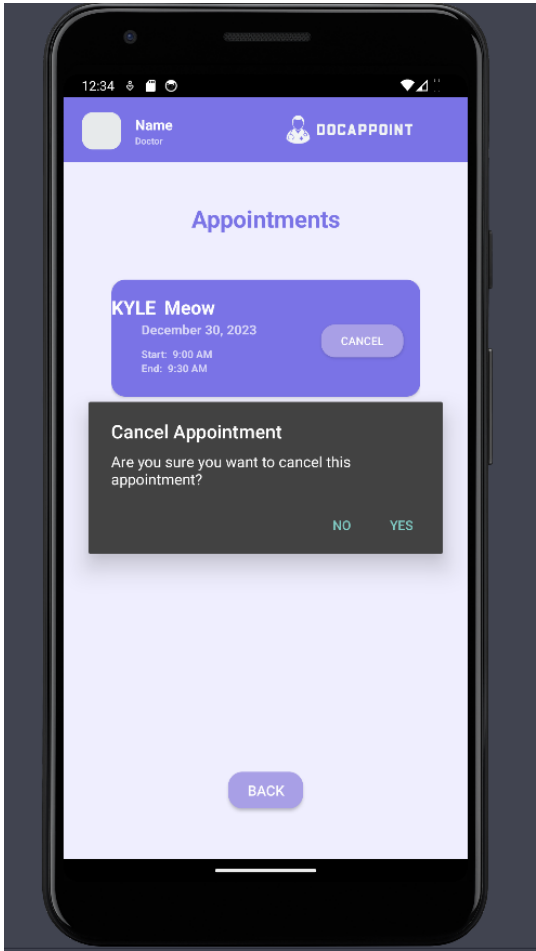 12:34
Name
Doctor
DOCAPPOINT
Appointments
KYLE Meow
December 30, 2023
Start: 9:00 AM
End: 9:30 AM
CANCEL
Cancel Appointment
Are you sure you want to cancel this
appointment?
NO YES
BACK